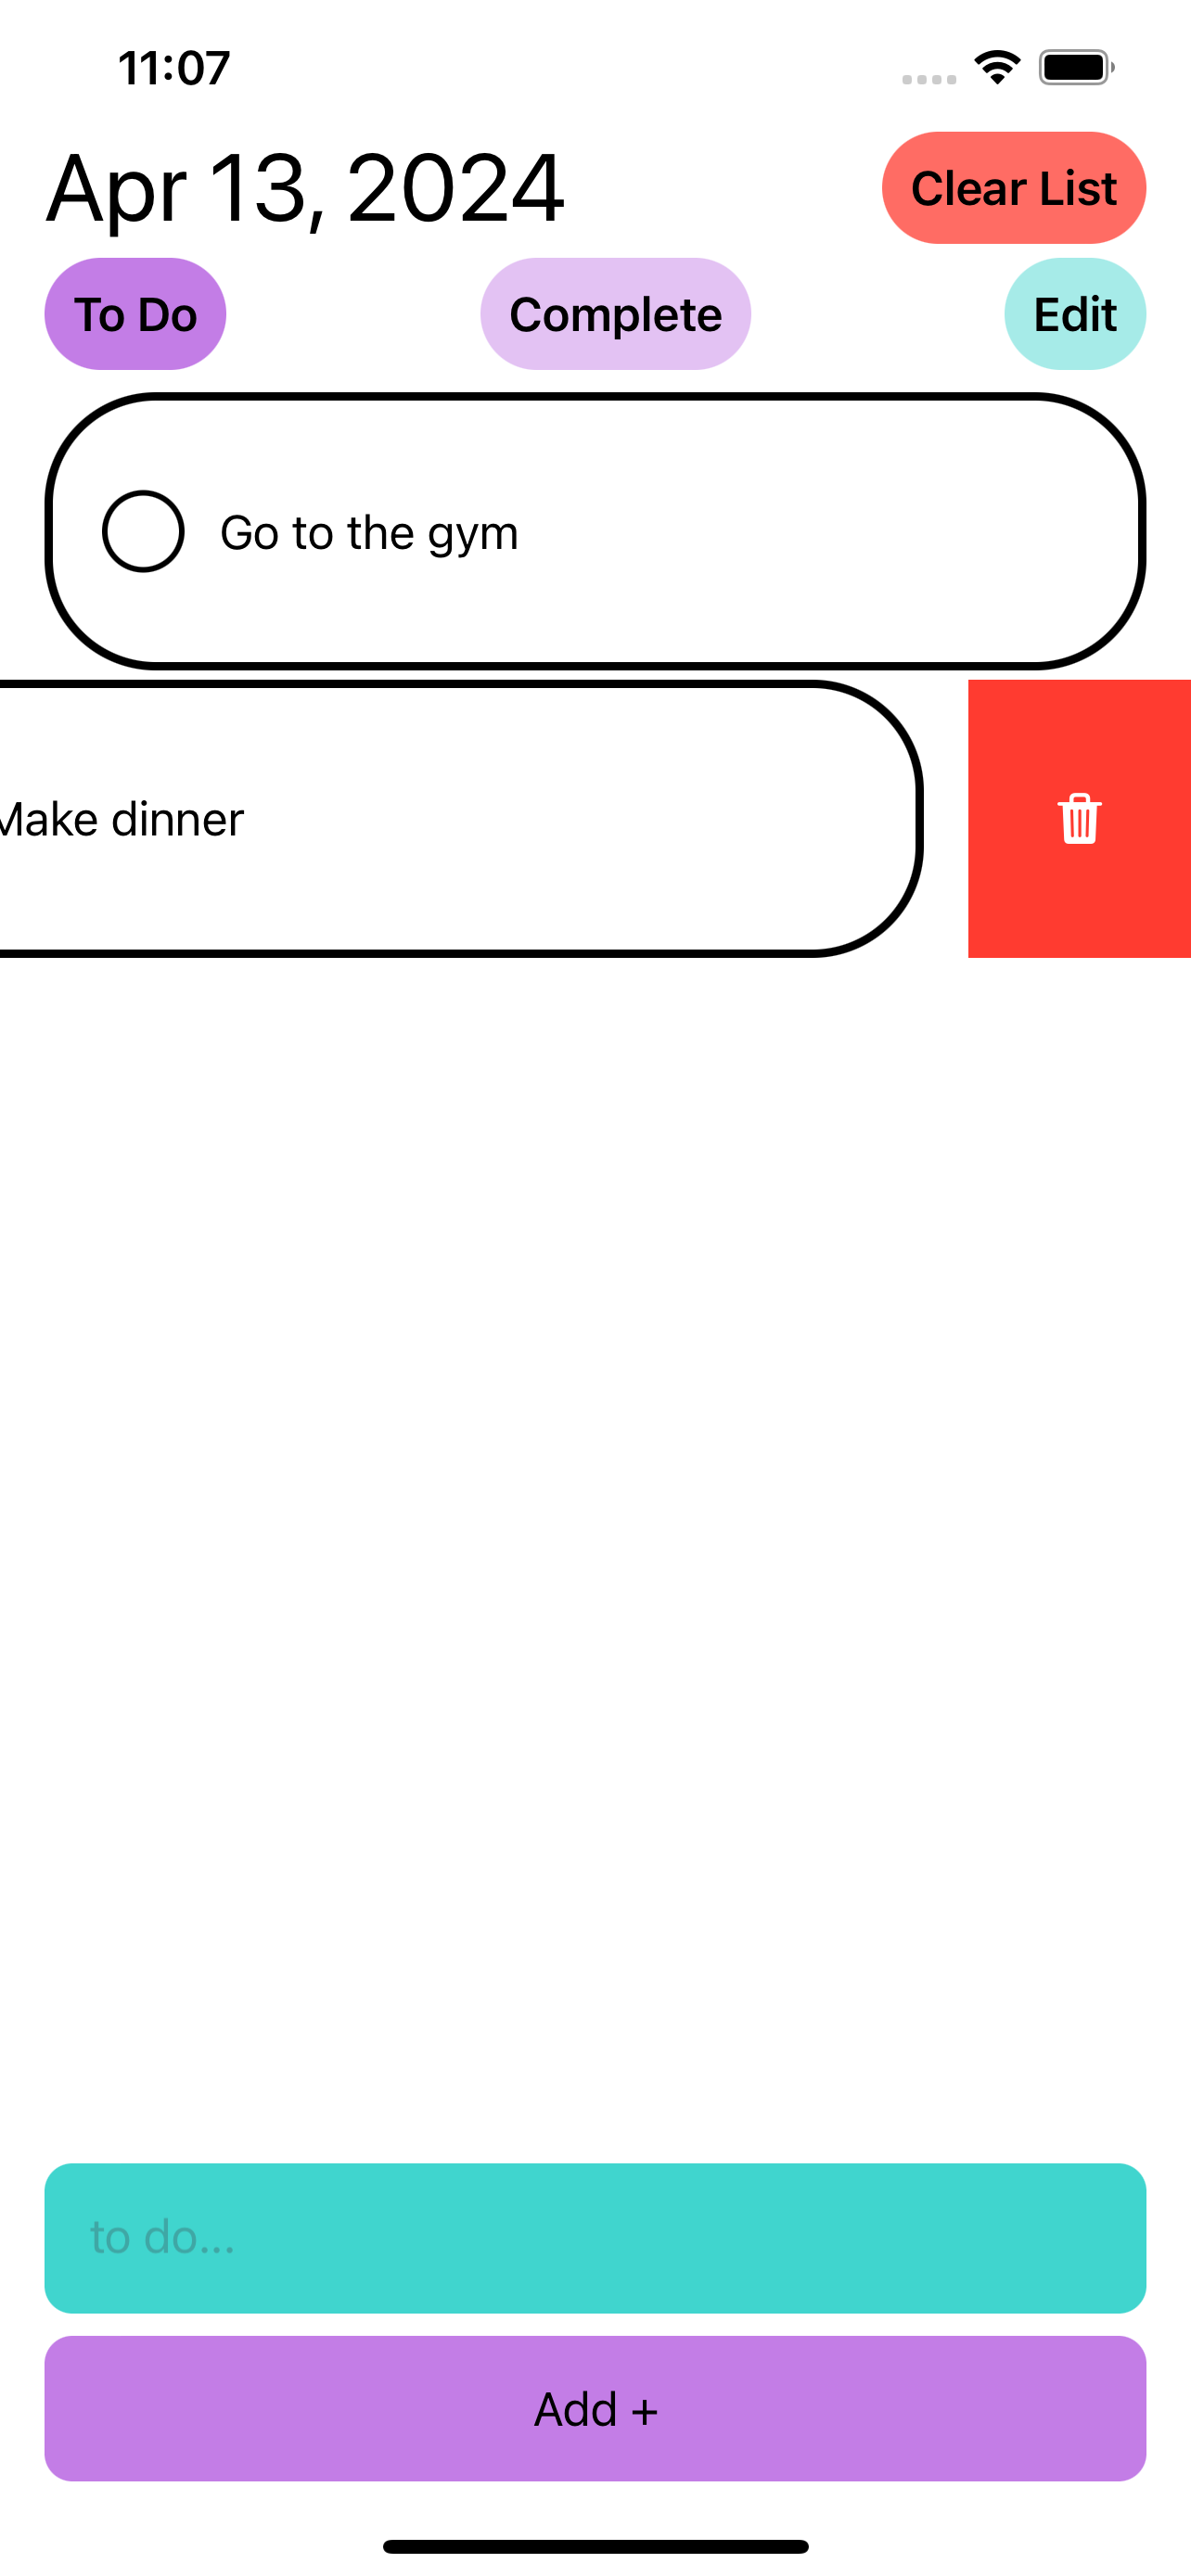 11:07
Apr 13, 2024
Clear List
To Do
Complete
Edit
Go to the gym
Make dinner
to do...
Add +